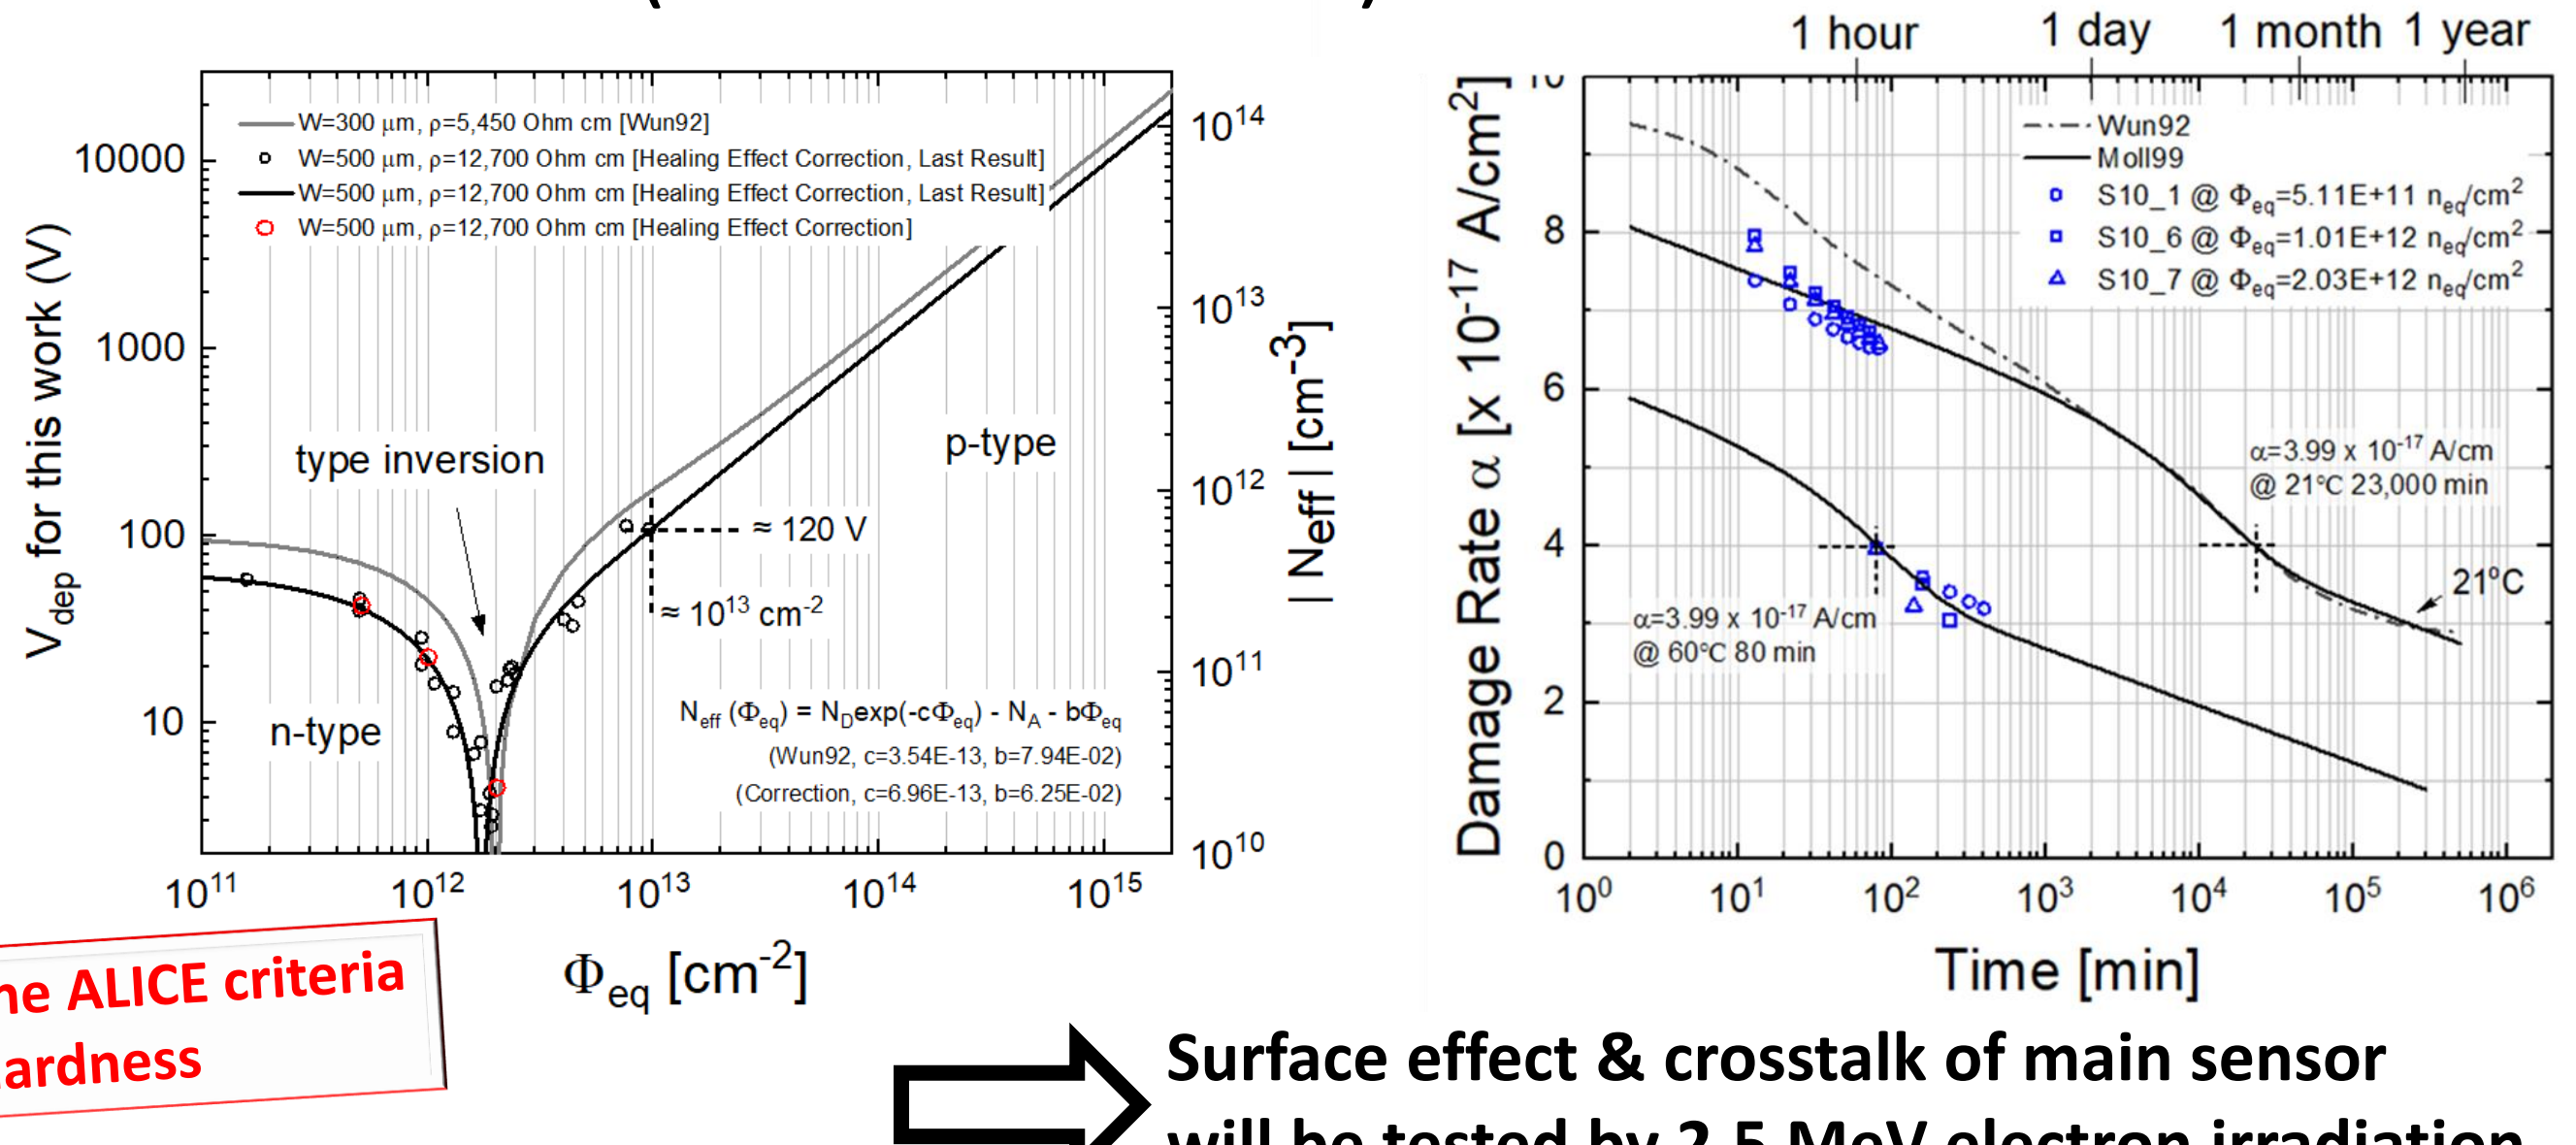 W=300 μm, ρ=5,450 Ohm cm [Wun92]
W=500 μm, ρ=12,700 Ohm cm [Healing Effect Correction, Last Result]
W=500 μm, ρ=12,700 Ohm cm [Healing Effect Correction, Last Result]
W=500 μm, ρ=12,700 Ohm cm [Healing Effect Correction]
10000
1000
100
10
V_dep for this work (V)
type inversion
n-type
p-type
≈ 120 V
≈ 10^13 cm^-2
N_eff (Φ_eq) = N_D exp(-cΦ_eq) - N_A - bΦ_eq
(Wun92, c=3.54E-13, b=7.94E-02)
(Correction, c=6.96E-13, b=6.25E-02)
10^14
10^13
10^12
10^11
10^10
| N_eff | [cm^-3]
10^11 10^12 10^13 10^14 10^15
Φ_eq [cm^-2]
1 hour 1 day 1 month 1 year
Damage Rate α [x 10^-17 A/cm^2]
8
6
4
2
0
Wun92
Moll99
S10_1 @ Φ_eq=5.11E+11 n_eq/cm^2
S10_6 @ Φ_eq=1.01E+12 n_eq/cm^2
S10_7 @ Φ_eq=2.03E+12 n_eq/cm^2
α=3.99 x 10^-17 A/cm
@ 21°C 23,000 min
21°C
α=3.99 x 10^-17 A/cm
@ 60°C 80 min
10^0 10^1 10^2 10^3 10^4 10^5 10^6
Time [min]
ALICE criteria
Surface effect & crosstalk of main sensor
will be tested by 2.5 MeV electron irradiation